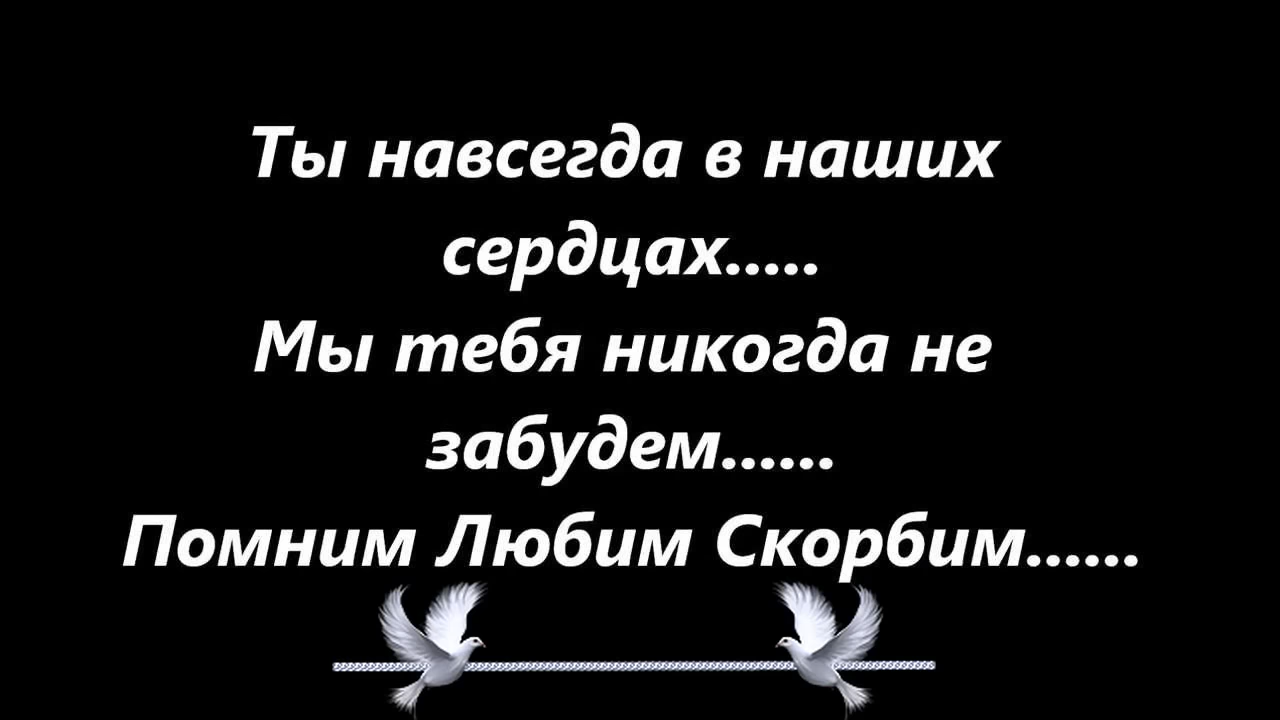 Ты навсегда в наших
сердцах.....
Мы тебя никогда не
забудем......
Помним Любим Скорбим......